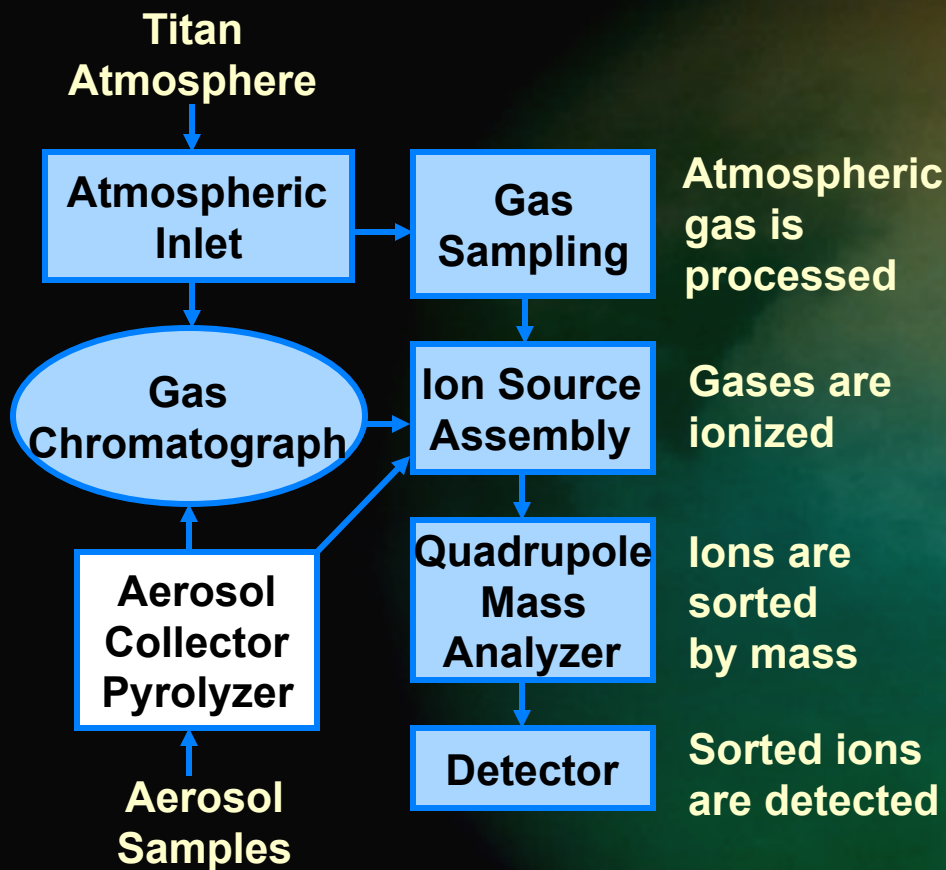 Titan
Atmosphere
Atmospheric
Inlet
Gas
Sampling
Atmospheric
gas is
processed
Gas
Chromatograph
Ion Source
Assembly
Gases are
ionized
Aerosol
Collector
Pyrolyzer
Quadrupole
Mass
Analyzer
Ions are
sorted
by mass
Detector
Sorted ions
are detected
Aerosol
Samples